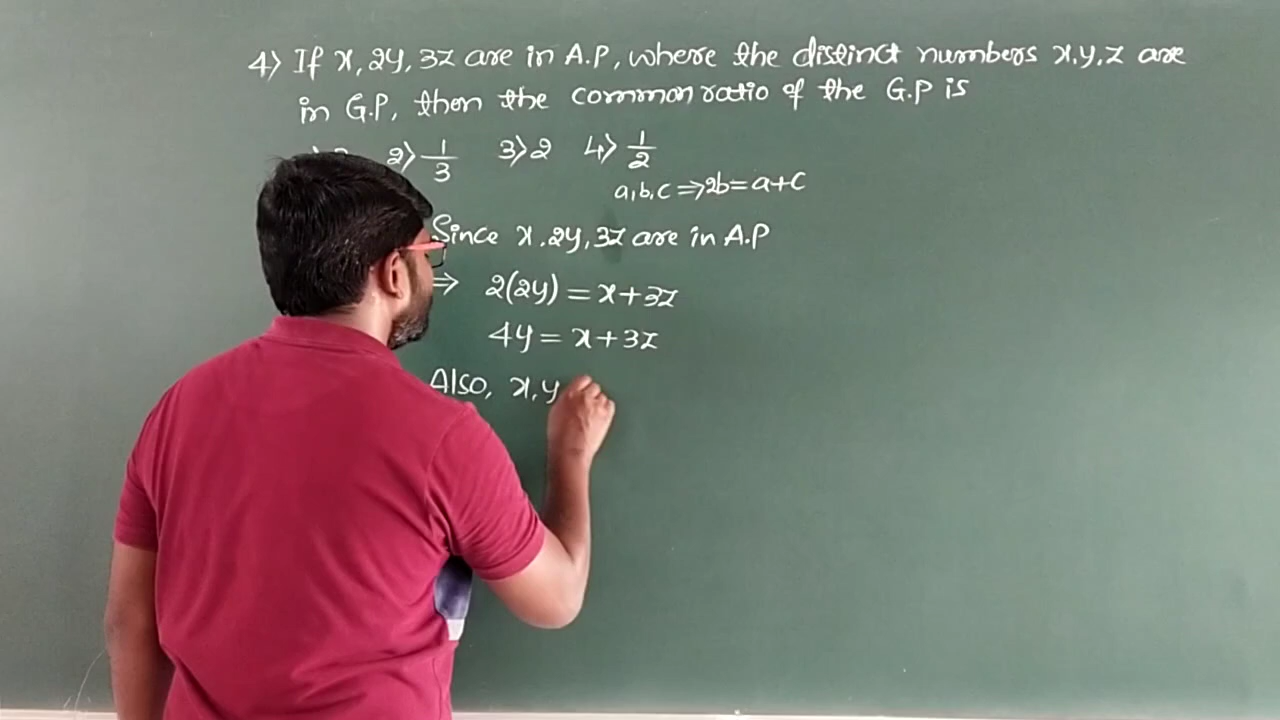 4) If x, 2y, 3z are in A.P, where the distinct numbers x,y,z are
in G.P, then the common ratio of the G.P is
2) 1/3 3) 2 4) 1/2
a,b,c ⇒ 2b = a+c
Since x, 2y, 3z are in A.P
⇒ 2(2y) = x+3z
4y = x+3z
Also, x,y